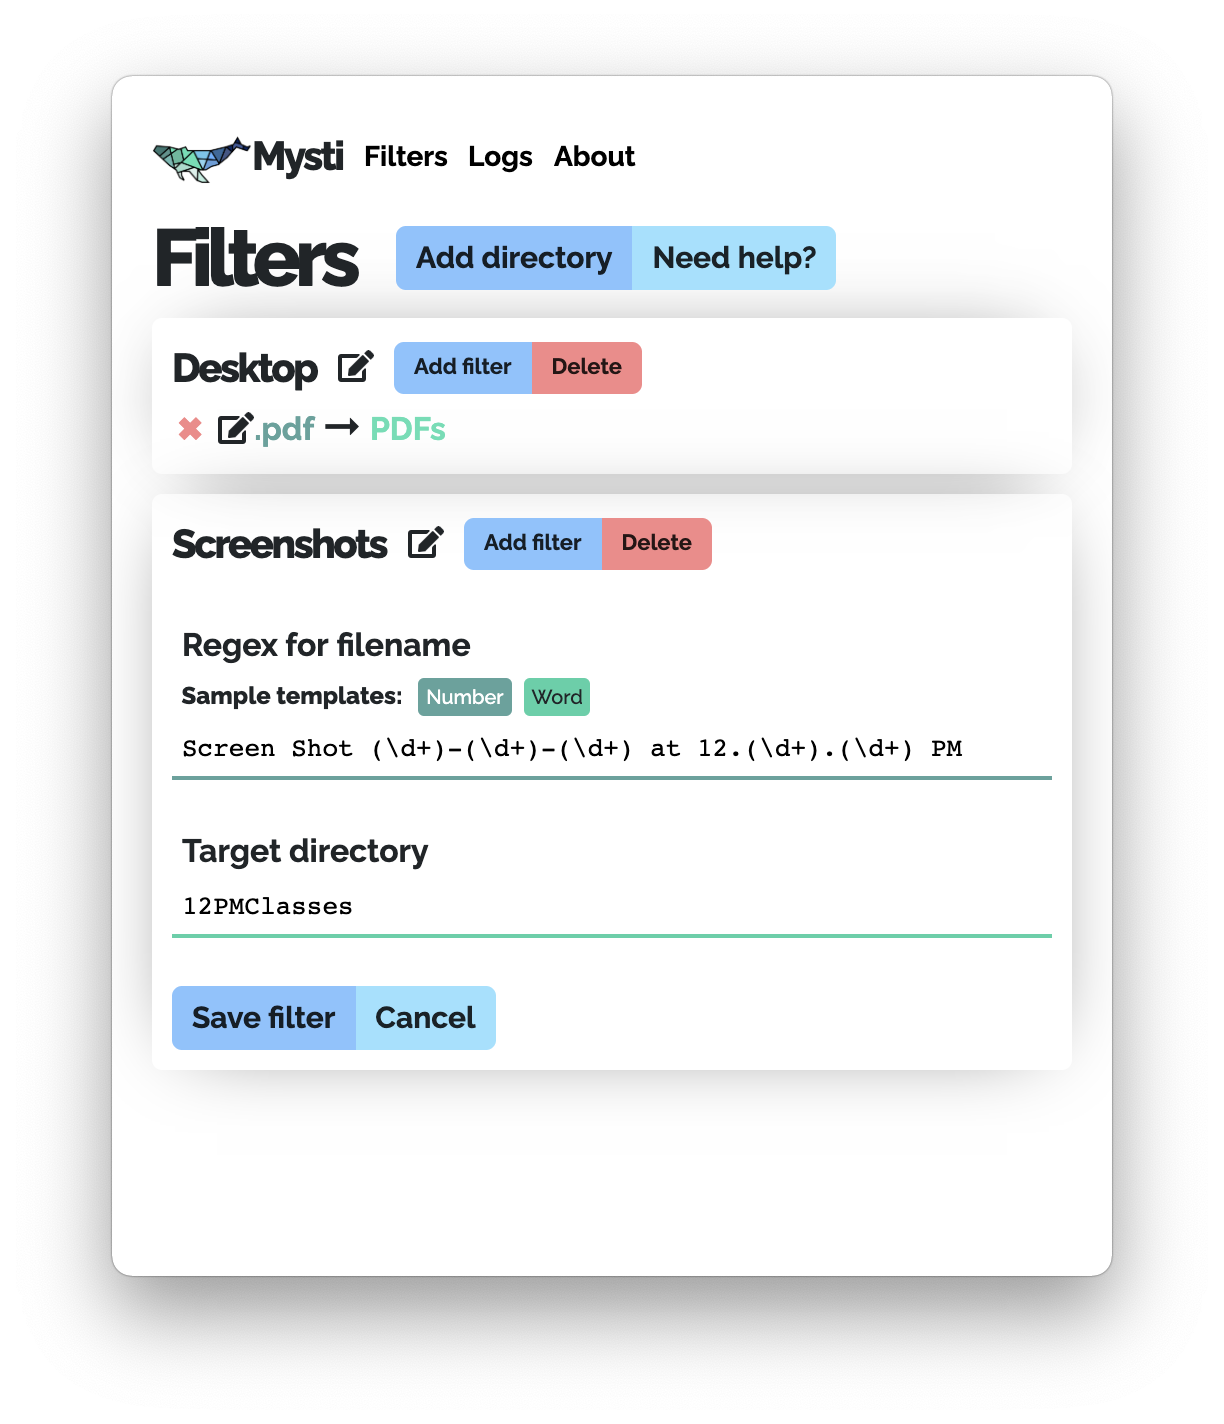 Mysti Filters Logs About
Filters Add directory Need help?
Desktop Add filter Delete
.pdf → PDFs
Screenshots Add filter Delete
Regex for filename
Sample templates: Number Word
Screen Shot (\d+)-(\d+)-(\d+) at 12.(\d+).(\d+) PM
Target directory
12PMClasses
Save filter Cancel